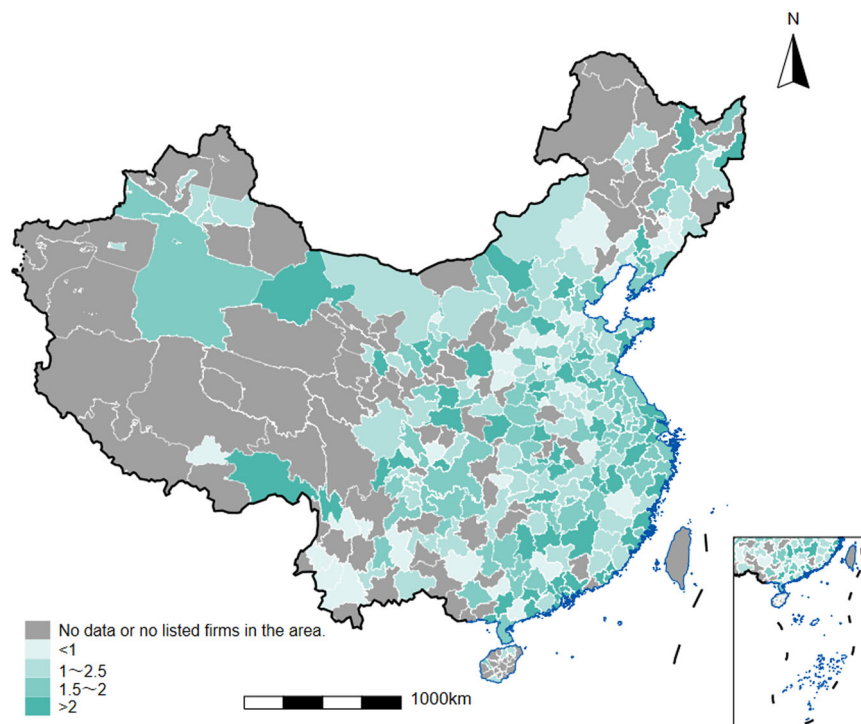 N
No data or no listed firms in the area.
<1
1～2.5
1.5～2
>2
1000km